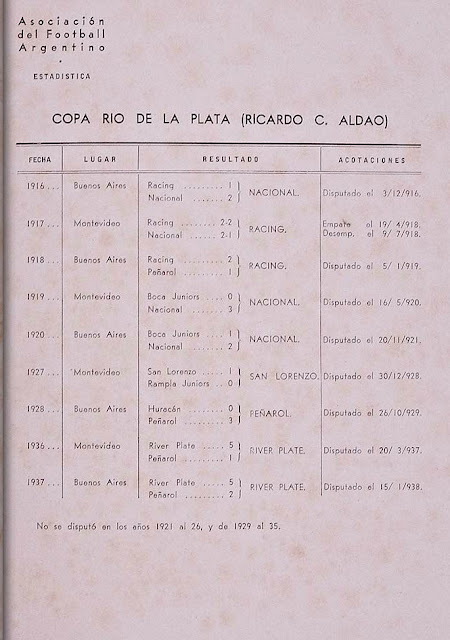 Asociación
del Football
Argentino
•
ESTADISTICA
COPA RIO DE LA PLATA (RICARDO C. ALDAO)
FECHA LUGAR RESULTADO ACOTACIONES
1916... Buenos Aires Racing ......... 1 } NACIONAL. Disputado el 3/12/916.
Nacional ........ 2
1917... Montevideo Racing ....... 2-2 } RACING. Empate el 19/ 4/918.
Nacional ...... 2-1 Desemp. el 9/ 7/918.
1918... Buenos Aires Racing ......... 2 } RACING. Disputado el 5/ 1/919.
Peñarol ......... 1
1919... Montevideo Boca Juniors .... 0 } NACIONAL. Disputado el 16/ 5/920.
Nacional ........ 3
1920... Buenos Aires Boca Juniors .... 1 } NACIONAL. Disputado el 20/11/921.
Nacional ........ 2
1927... Montevideo San Lorenzo..... 1 } SAN LORENZO. Disputado el 30/12/928.
Rampla Juniors .. 0
1928... Buenos Aires Huracán ........ 0 } PEÑAROL. Disputado el 26/10/929.
Peñarol ......... 3
1936... Montevideo River Plate ..... 5 } RIVER PLATE. Disputado el 20/ 3/937.
Peñarol ......... 1
1937... Buenos Aires River Plate ..... 5 } RIVER PLATE. Disputado el 15/ 1/938.
Peñarol ......... 2
No se disputó en los años 1921 al 26, y de 1929 al 35.